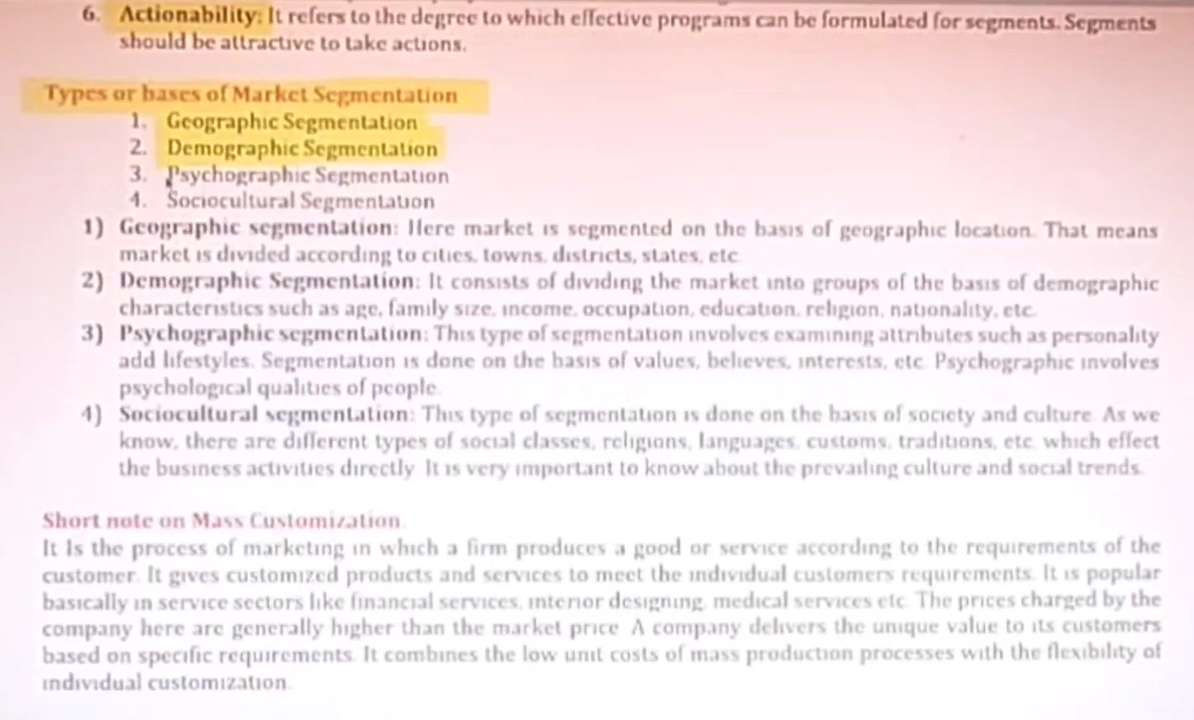 6. Actionability: It refers to the degree to which effective programs can be formulated for segments. Segments
should be attractive to take actions.
Types or bases of Market Segmentation
1. Geographic Segmentation
2. Demographic Segmentation
3. Psychographic Segmentation
4. Sociocultural Segmentation
1) Geographic segmentation: Here market is segmented on the basis of geographic location. That means
market is divided according to cities, towns, districts, states, etc.
2) Demographic Segmentation: It consists of dividing the market into groups of the basis of demographic
characteristics such as age, family size, income, occupation, education, religion, nationality, etc.
3) Psychographic segmentation: This type of segmentation involves examining attributes such as personality
add lifestyles. Segmentation is done on the basis of values, believes, interests, etc. Psychographic involves
psychological qualities of people.
4) Sociocultural segmentation: This type of segmentation is done on the basis of society and culture. As we
know, there are different types of social classes, religions, languages, customs, traditions, etc. which effect
the business activities directly. It is very important to know about the prevailing culture and social trends.
Short note on Mass Customization.
It Is the process of marketing in which a firm produces a good or service according to the requirements of the
customer. It gives customized products and services to meet the individual customers requirements. It is popular
basically in service sectors like financial services, interior designing, medical services etc. The prices charged by the
company here are generally higher than the market price. A company delivers the unique value to its customers
based on specific requirements. It combines the low unit costs of mass production processes with the flexibility of
individual customization.